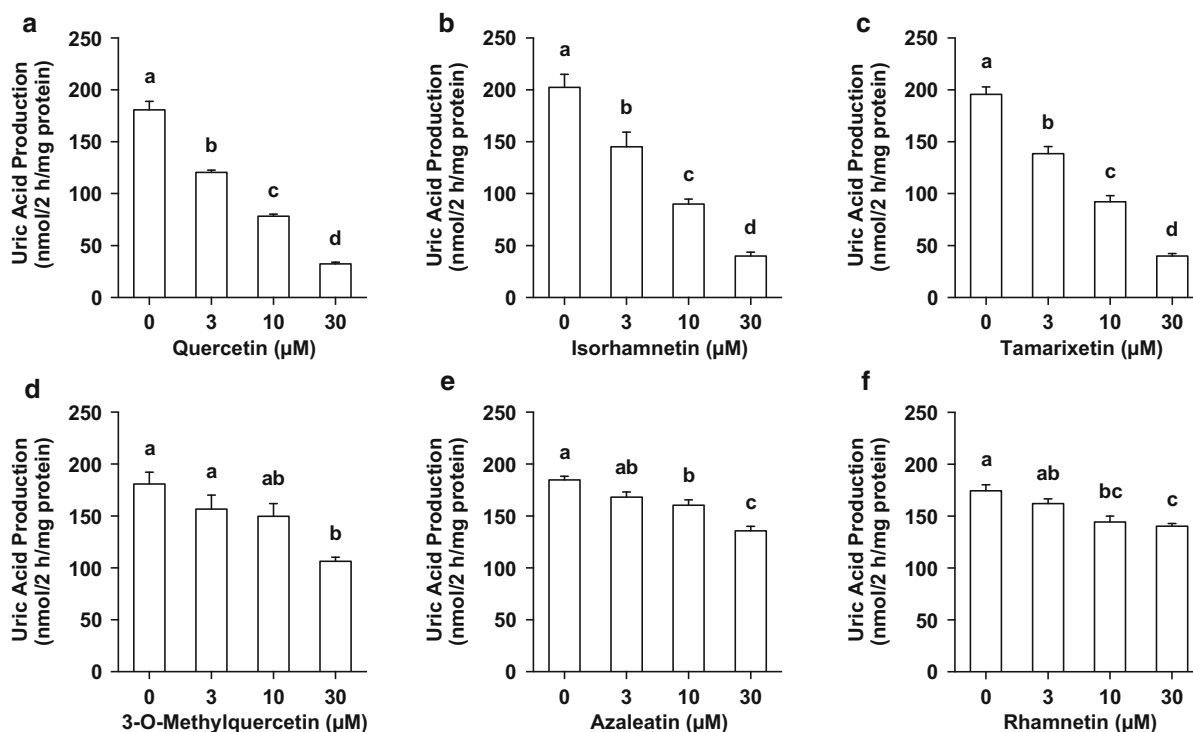 a
Uric Acid Production
(nmol/2 h/mg protein)
250
200
150
100
50
0
a
b
c
d
0 3 10 30
Quercetin (µM)
b
Uric Acid Production
(nmol/2 h/mg protein)
250
200
150
100
50
0
a
b
c
d
0 3 10 30
Isorhamnetin (µM)
c
Uric Acid Production
(nmol/2 h/mg protein)
250
200
150
100
50
0
a
b
c
d
0 3 10 30
Tamarixetin (µM)
d
Uric Acid Production
(nmol/2 h/mg protein)
250
200
150
100
50
0
a a ab b
0 3 10 30
3-O-Methylquercetin (µM)
e
Uric Acid Production
(nmol/2 h/mg protein)
250
200
150
100
50
0
a ab b c
0 3 10 30
Azaleatin (µM)
f
Uric Acid Production
(nmol/2 h/mg protein)
250
200
150
100
50
0
a ab bc c
0 3 10 30
Rhamnetin (µM)